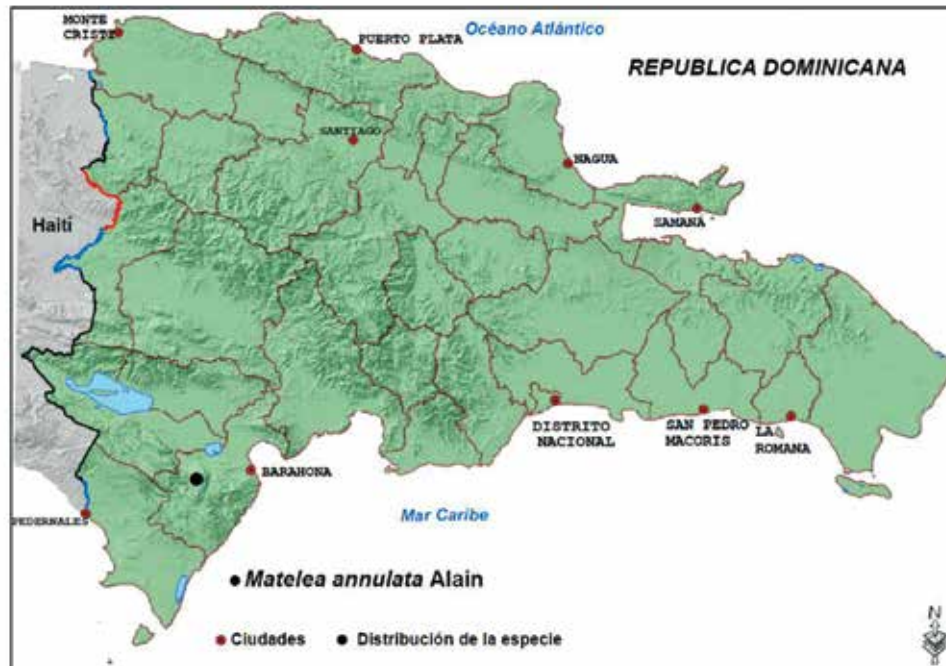 MONTE
CRISTI
PUERTO PLATA
Océano Atlántico
REPUBLICA DOMINICANA
SANTIAGO
NAGUA
Haití
SAMANA
DISTRITO
NACIONAL
SAN PEDRO
MACORIS
LA
ROMANA
BARAHONA
PEDERNALES
Mar Caribe
Matelea annulata Alain
Ciudades
Distribución de la especie
N